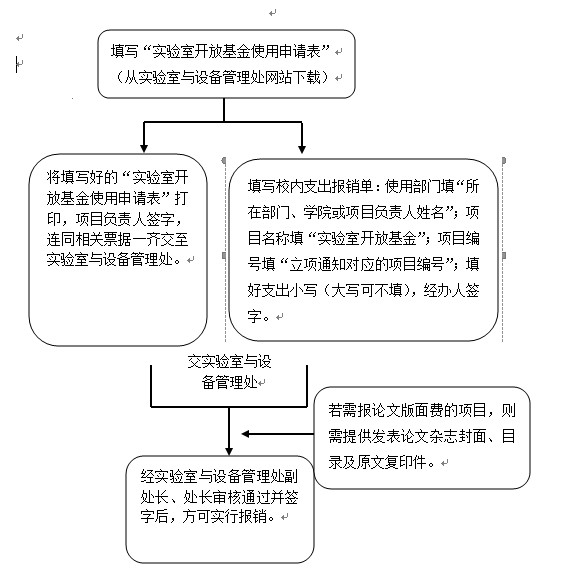 填写“实验室开放基金使用申请表”
（从实验室与设备管理处网站下载）
将填写好的“实验室开
放基金使用申请表”打
印，项目负责人签字，
连同相关票据一齐交至
实验室与设备管理处。
填写校内支出报销单：使用部门填“所
在部门、学院或项目负责人姓名”；项
目名称填“实验室开放基金”；项目编
号填“立项通知对应的项目编号”；填
好支出小写（大写可不填），经办人签
字。
交实验室与设
备管理处
若需报论文版面费的项目，则
需提供发表论文杂志封面、目
录及原文复印件。
经实验室与设备管理处副
处长、处长审核通过并签
字后，方可实行报销。